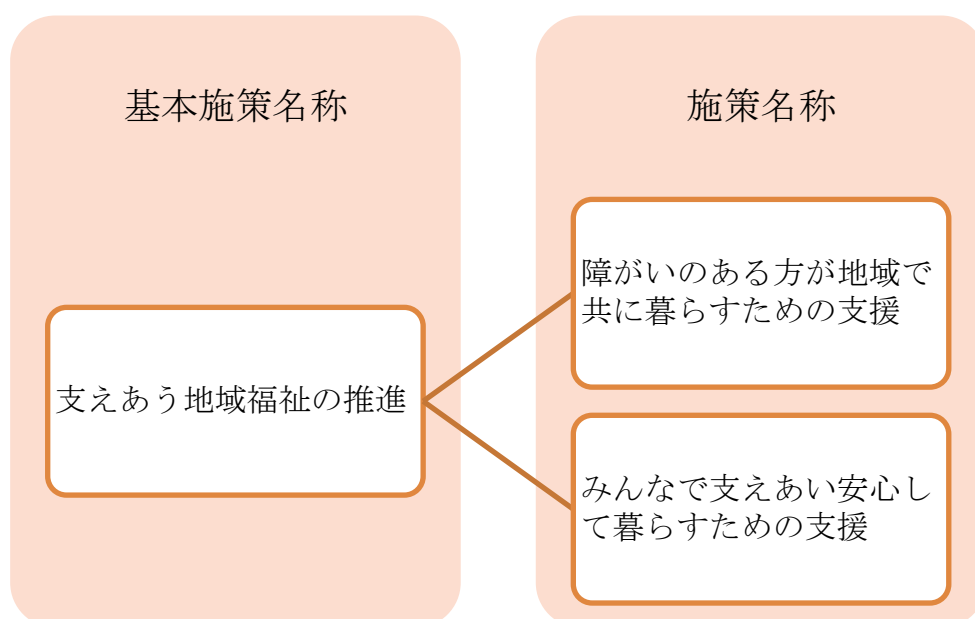 基本施策名称
支えあう地域福祉の推進
施策名称
障がいのある方が地域で
共に暮らすための支援
みんなで支えあい安心し
て暮らすための支援